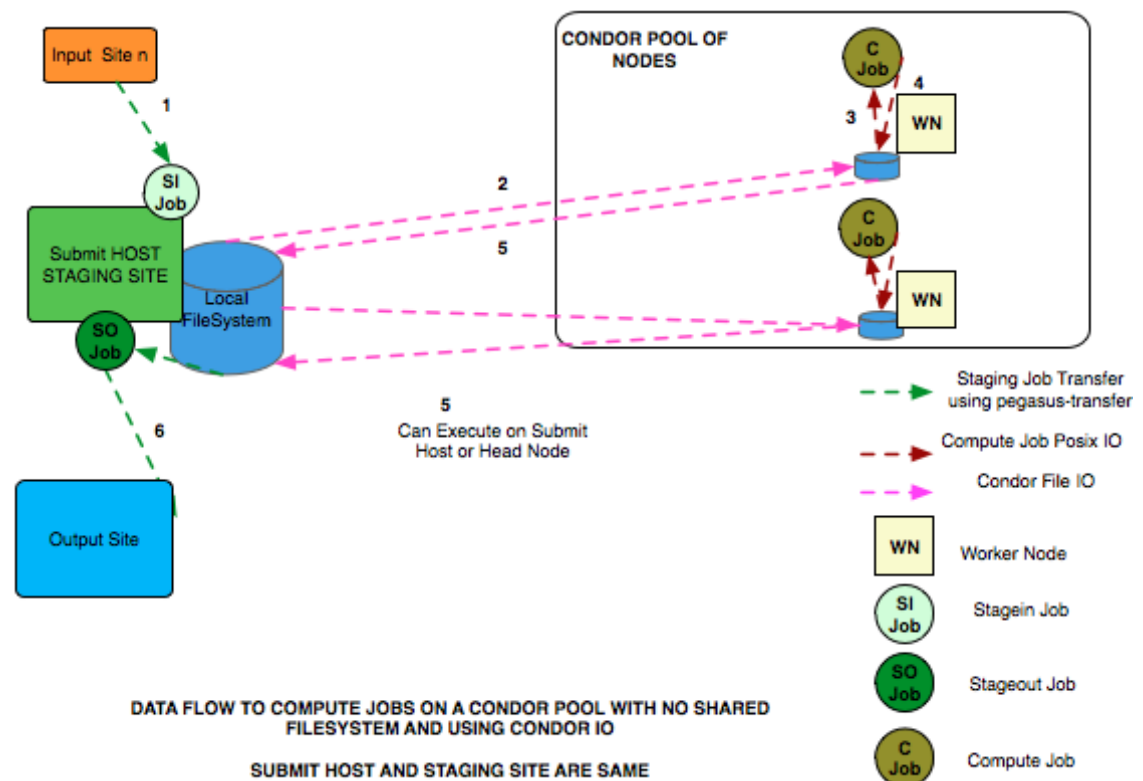 Input Site n
1
SI
Job
Submit HOST
STAGING SITE
Local
FileSystem
SO
Job
6
Output Site
2
5
5
Can Execute on Submit
Host or Head Node
CONDOR POOL OF
NODES
C
Job
4
3
WN
C
Job
WN
Staging Job Transfer
using pegasus-transfer
Compute Job Posix IO
Condor File IO
WN
Worker Node
SI
Job
Stagein Job
SO
Job
Stageout Job
C
Job
Compute Job
DATA FLOW TO COMPUTE JOBS ON A CONDOR POOL WITH NO SHARED
FILESYSTEM AND USING CONDOR IO
SUBMIT HOST AND STAGING SITE ARE SAME